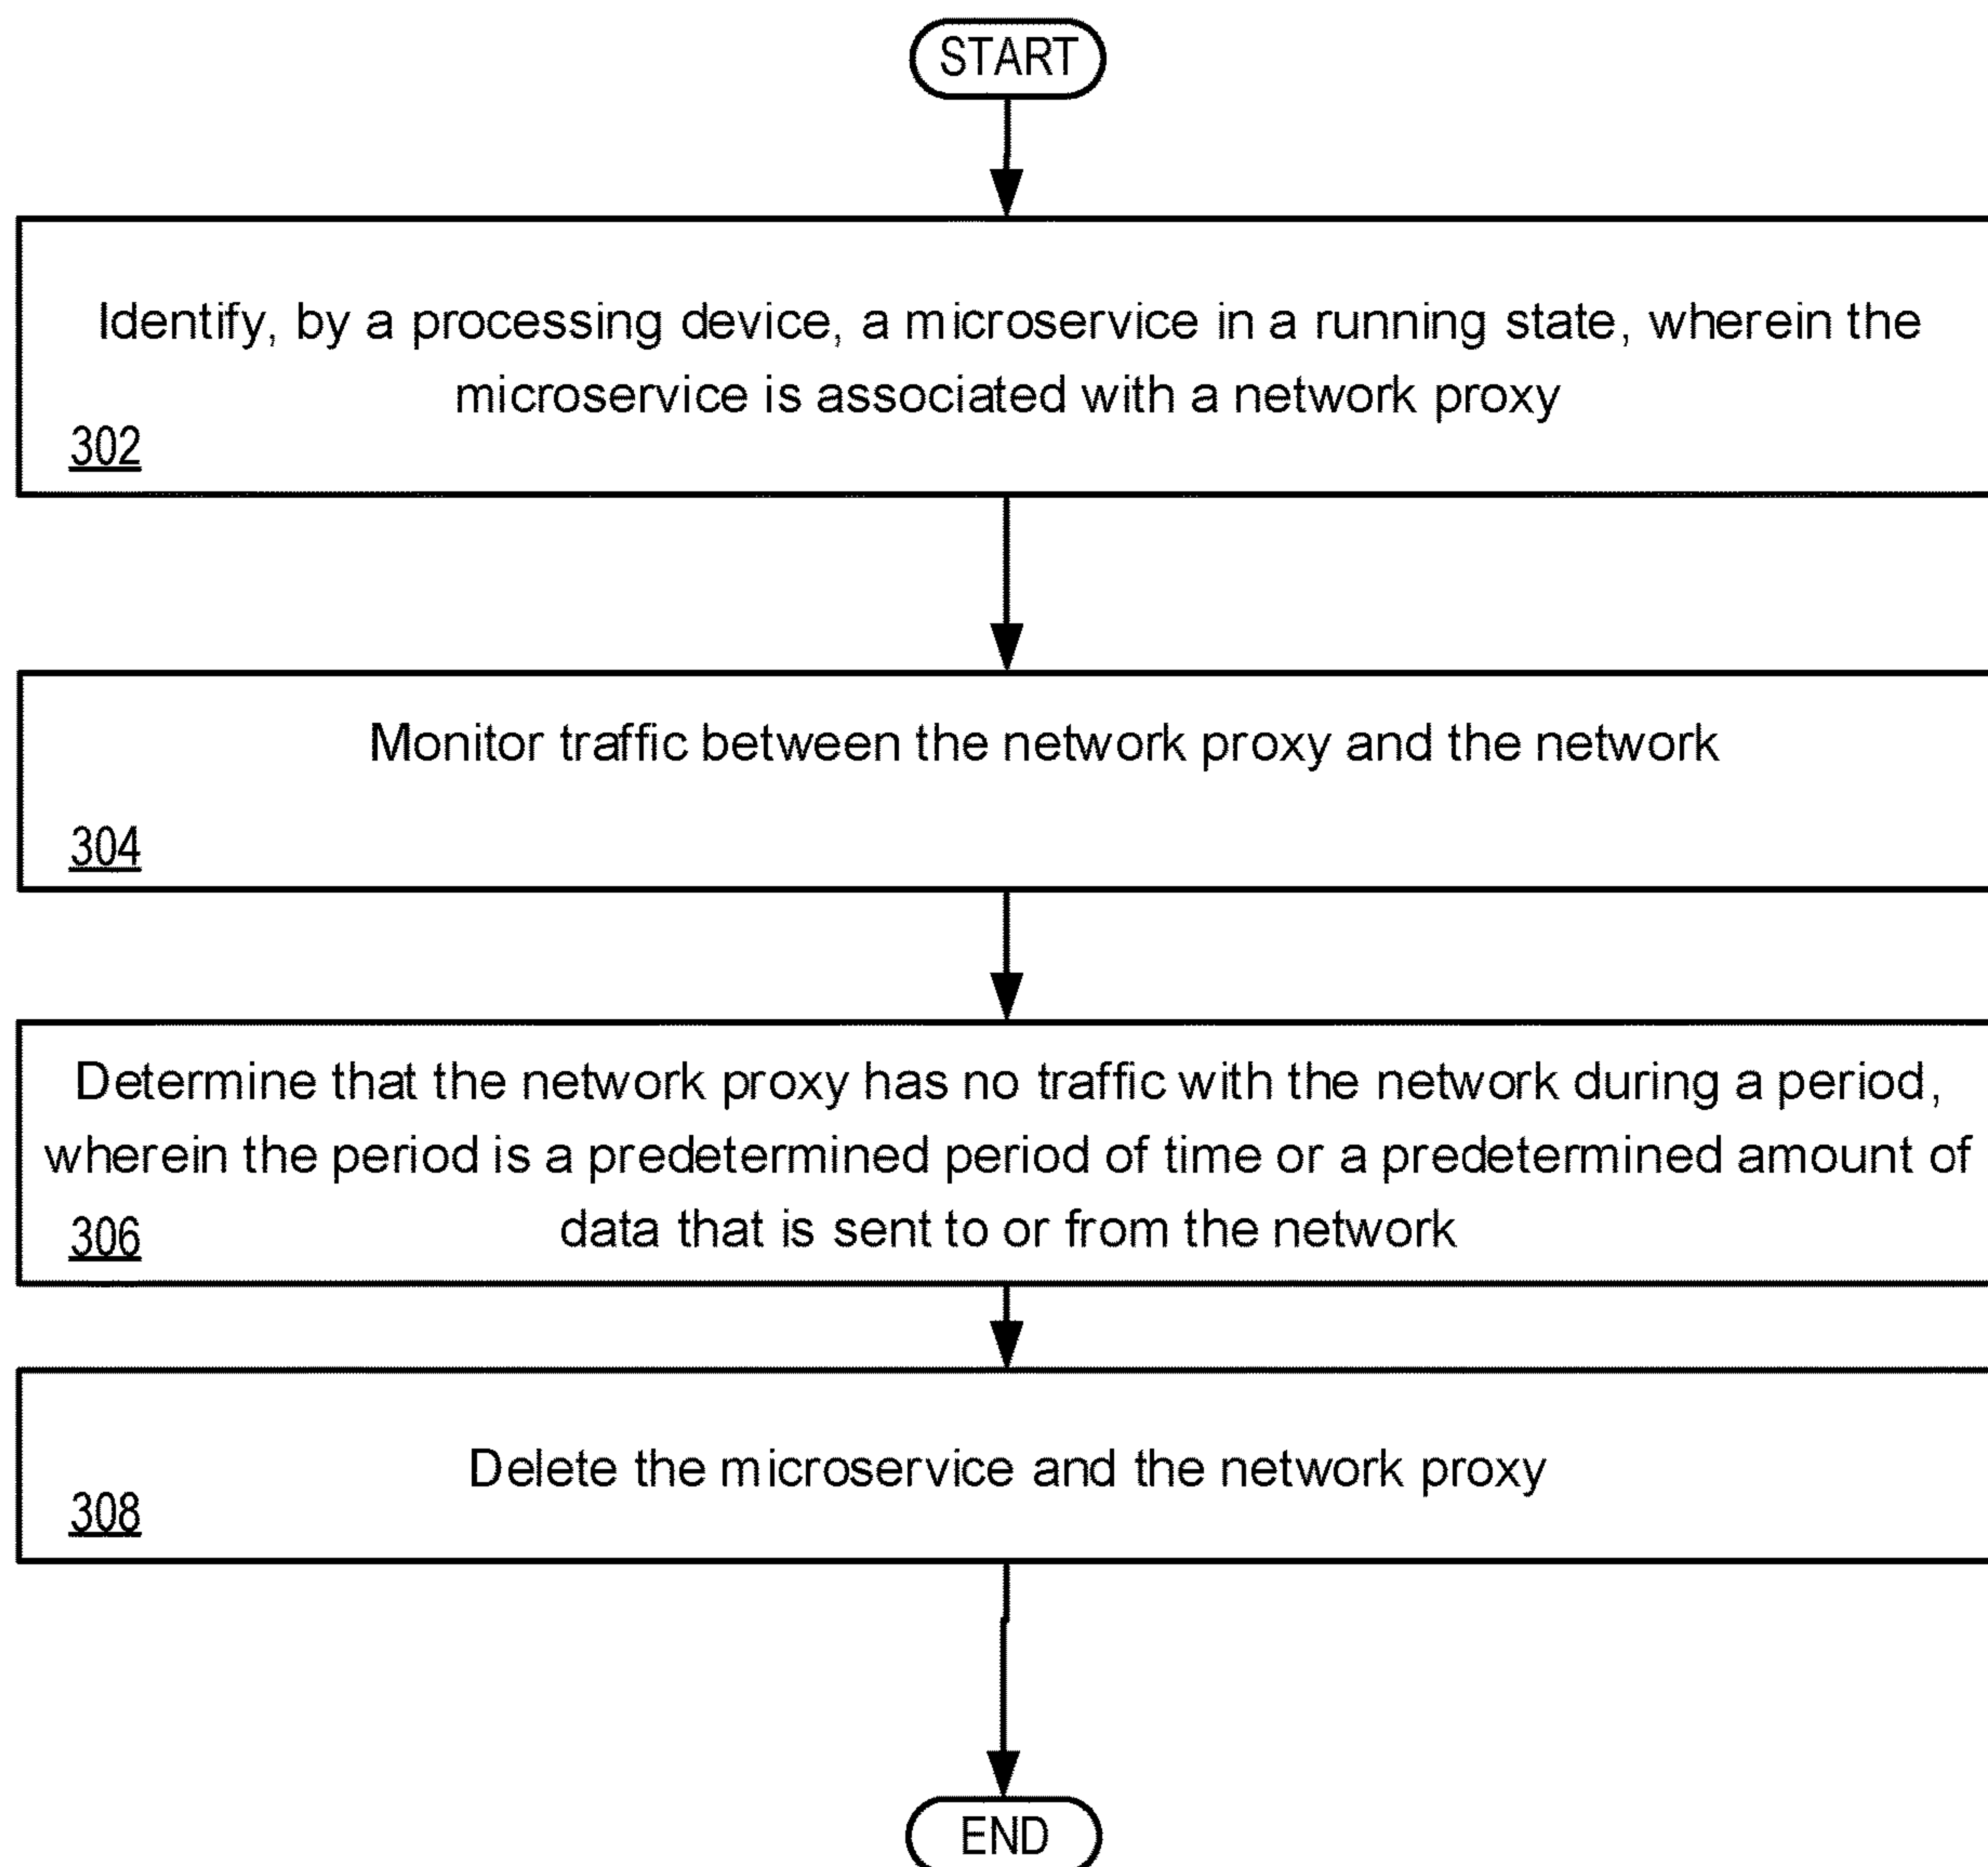 START
Identify, by a processing device, a microservice in a running state, wherein the
microservice is associated with a network proxy
302
Monitor traffic between the network proxy and the network
304
Determine that the network proxy has no traffic with the network during a period,
wherein the period is a predetermined period of time or a predetermined amount of
data that is sent to or from the network
306
Delete the microservice and the network proxy
308
END